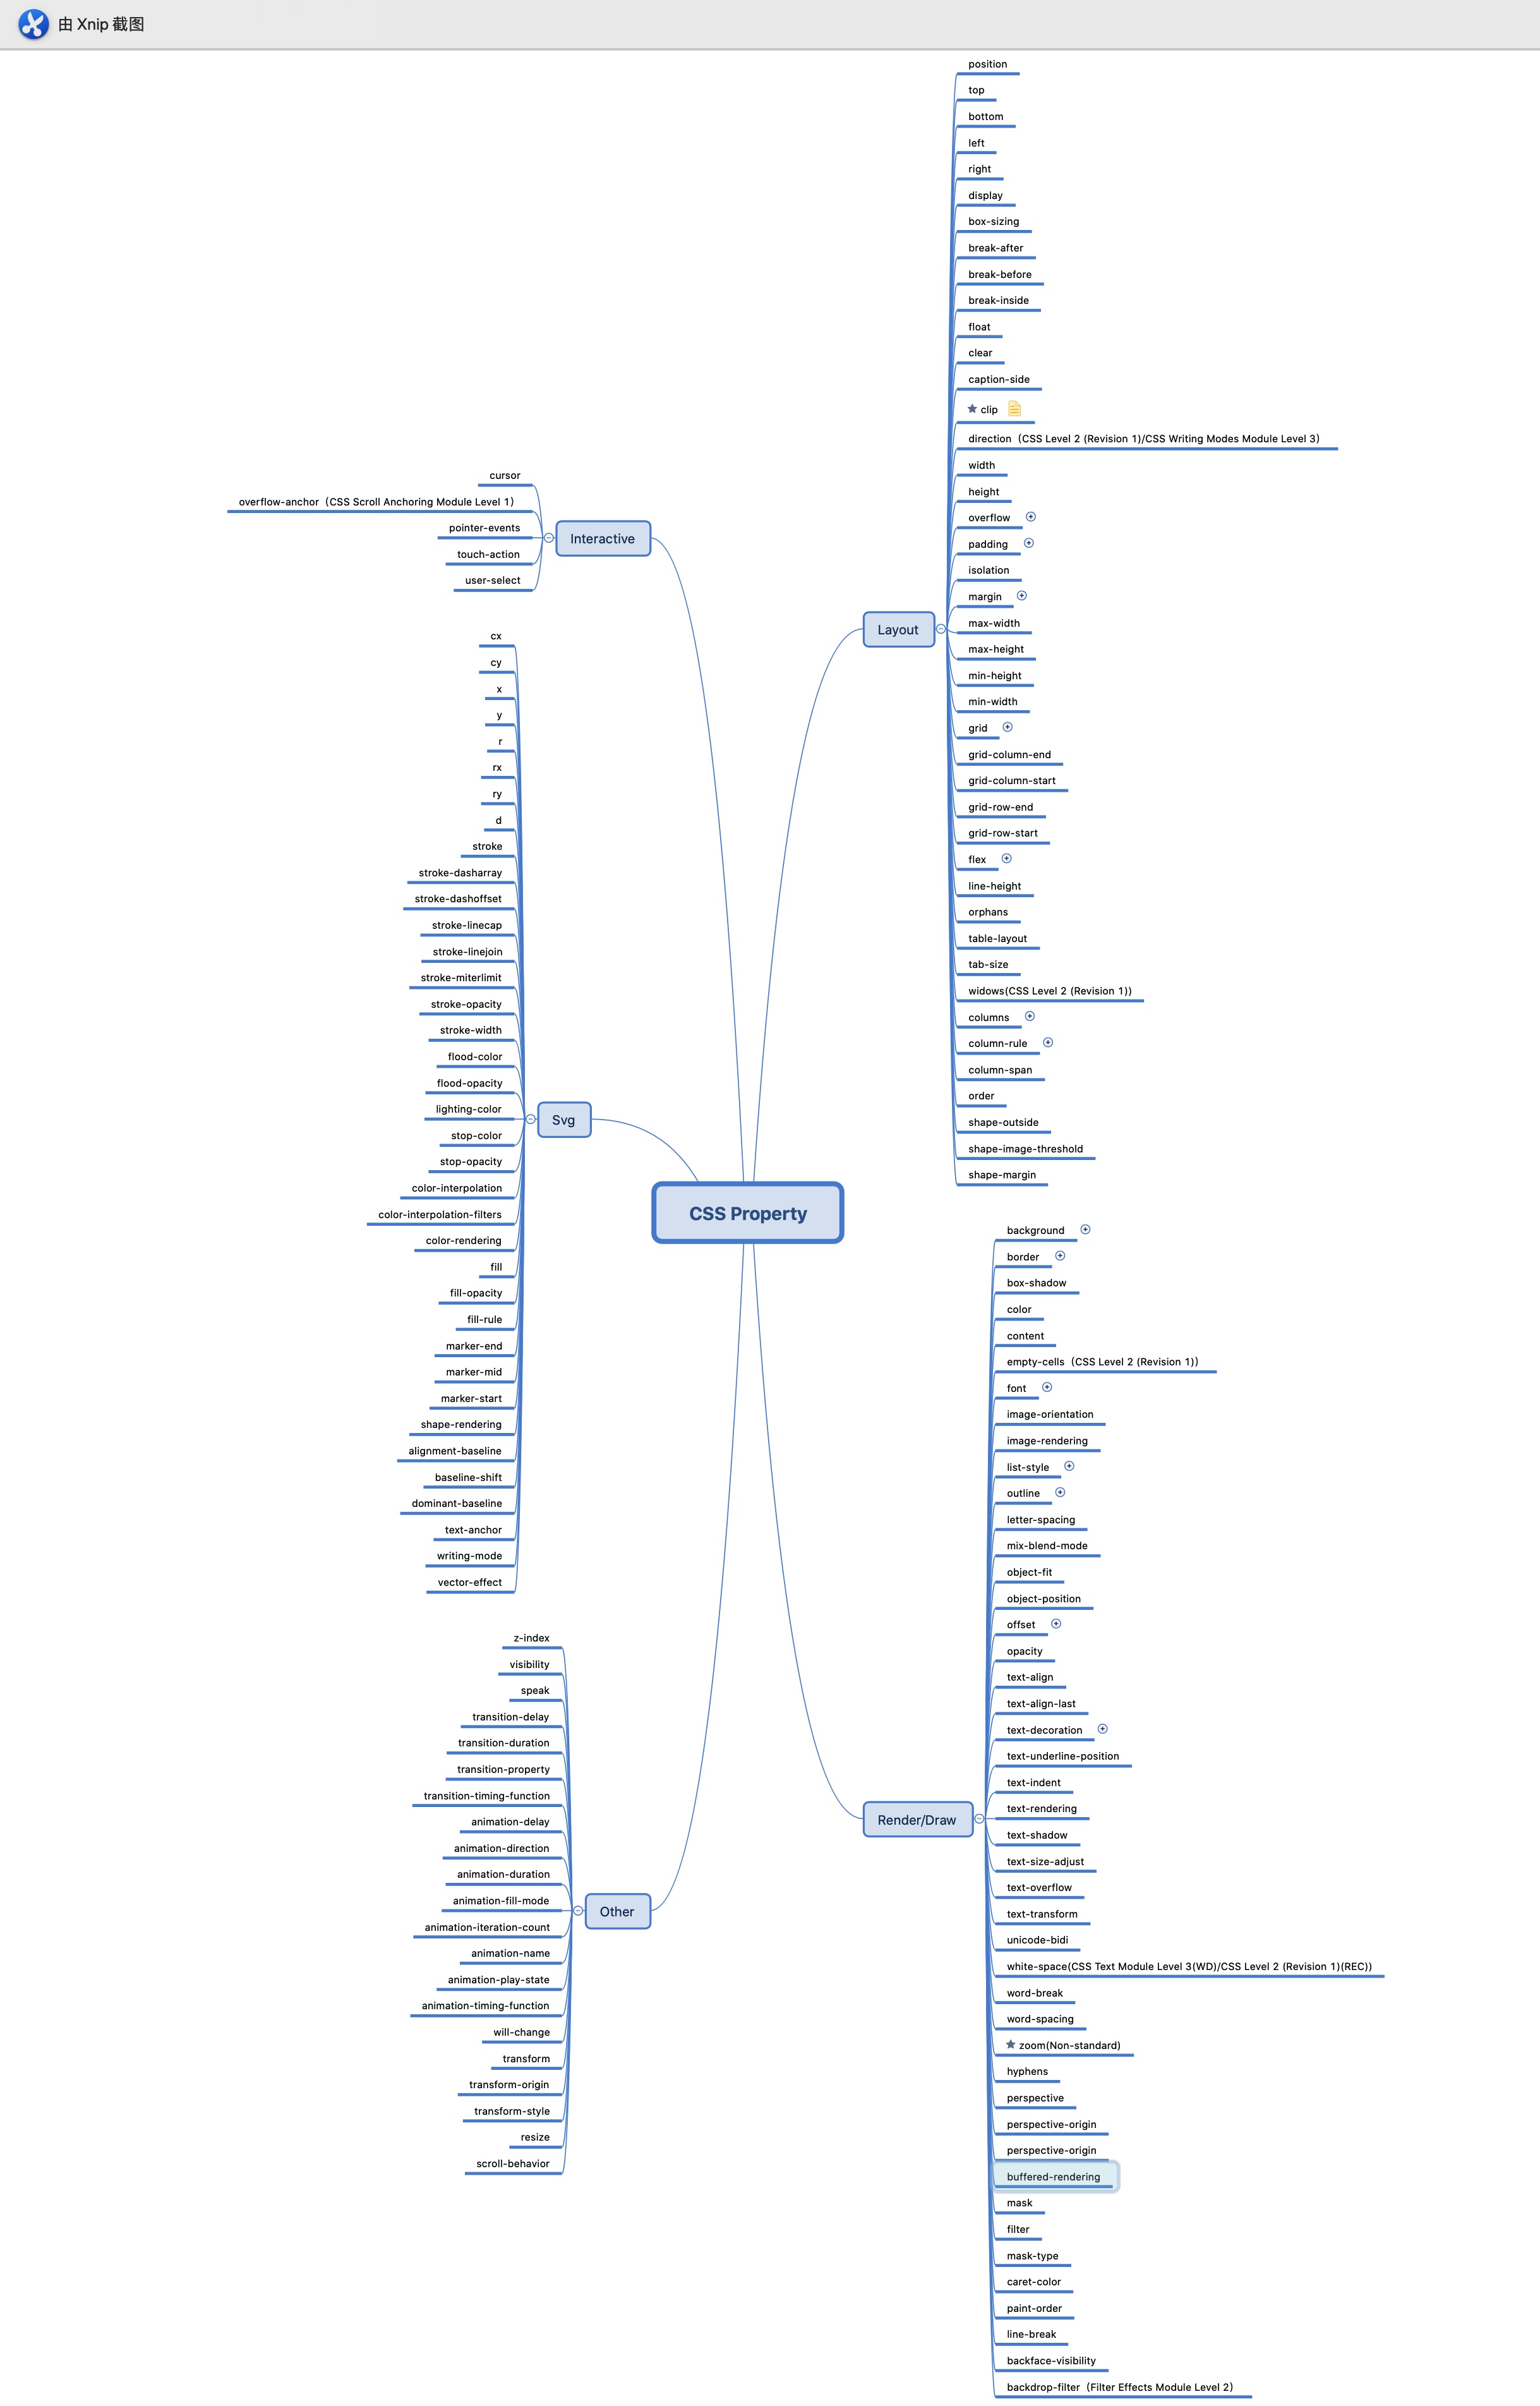 由 Xnip 截图
position
top
bottom
left
right
display
box-sizing
break-after
break-before
break-inside
float
clear
caption-side
clip
direction（CSS Level 2 (Revision 1)/CSS Writing Modes Module Level 3）
width
height
overflow
padding
isolation
margin
max-width
max-height
min-height
min-width
grid
grid-column-end
grid-column-start
grid-row-end
grid-row-start
flex
line-height
orphans
table-layout
tab-size
widows(CSS Level 2 (Revision 1))
columns
column-rule
column-span
order
shape-outside
shape-image-threshold
shape-margin
Layout
cursor
overflow-anchor（CSS Scroll Anchoring Module Level 1）
pointer-events
touch-action
user-select
Interactive
cx
cy
x
y
r
rx
ry
d
stroke
stroke-dasharray
stroke-dashoffset
stroke-linecap
stroke-linejoin
stroke-miterlimit
stroke-opacity
stroke-width
flood-color
flood-opacity
lighting-color
stop-color
stop-opacity
color-interpolation
color-interpolation-filters
color-rendering
fill
fill-opacity
fill-rule
marker-end
marker-mid
marker-start
shape-rendering
alignment-baseline
baseline-shift
dominant-baseline
text-anchor
writing-mode
vector-effect
Svg
CSS Property
background
border
box-shadow
color
content
empty-cells（CSS Level 2 (Revision 1)）
font
image-orientation
image-rendering
list-style
outline
letter-spacing
mix-blend-mode
object-fit
object-position
offset
opacity
text-align
text-align-last
text-decoration
text-underline-position
text-indent
text-rendering
text-shadow
text-size-adjust
text-overflow
text-transform
unicode-bidi
white-space(CSS Text Module Level 3(WD)/CSS Level 2 (Revision 1)(REC))
word-break
word-spacing
zoom(Non-standard)
hyphens
perspective
perspective-origin
perspective-origin
buffered-rendering
mask
filter
mask-type
caret-color
paint-order
line-break
backface-visibility
backdrop-filter（Filter Effects Module Level 2）
Render/Draw
z-index
visibility
speak
transition-delay
transition-duration
transition-property
transition-timing-function
animation-delay
animation-direction
animation-duration
animation-fill-mode
animation-iteration-count
animation-name
animation-play-state
animation-timing-function
will-change
transform
transform-origin
transform-style
resize
scroll-behavior
Other